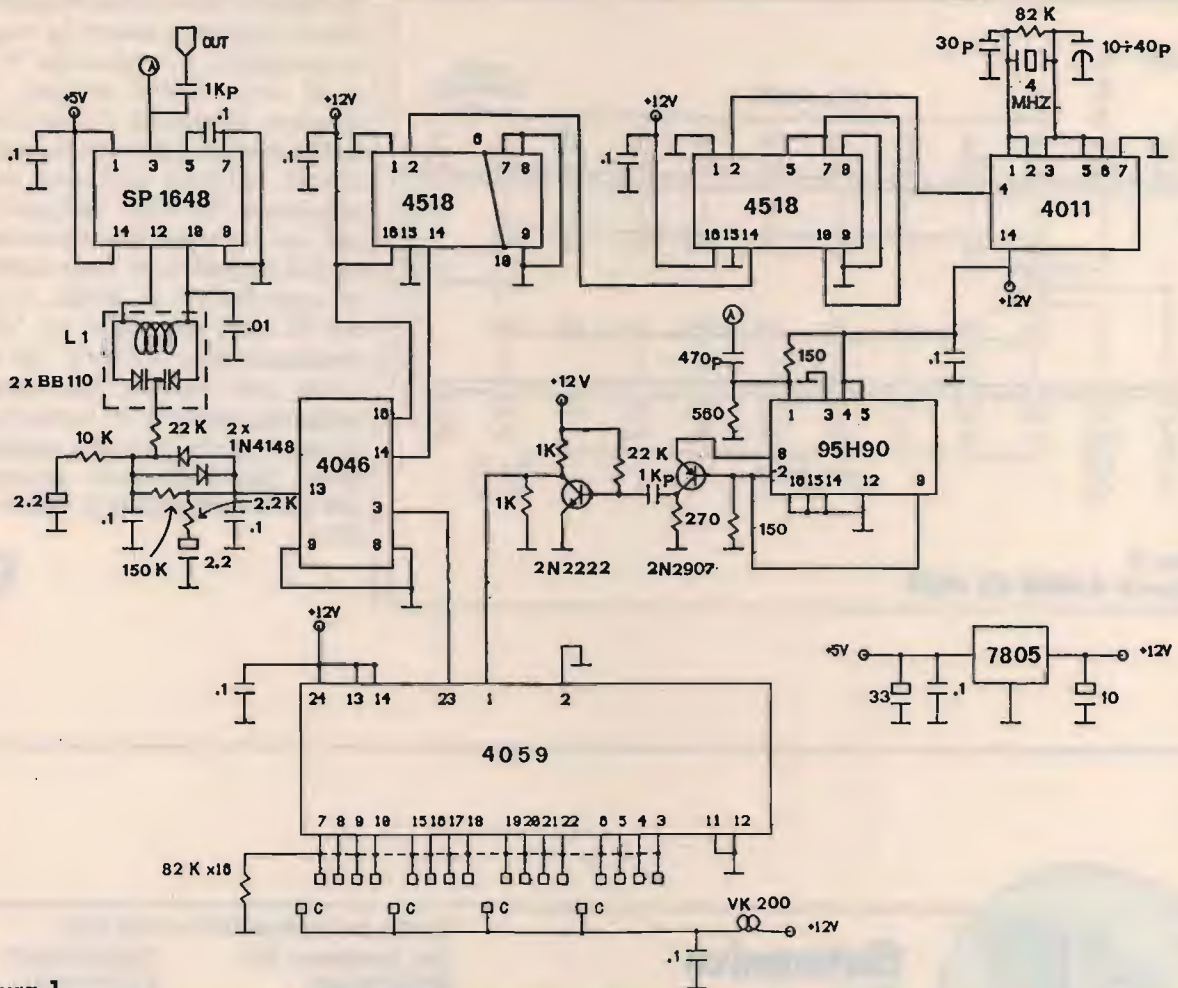 OUT
A
1Kp
.1
+5V
.1
1 3 5 7
SP 1648
14 12 10 9
L 1
.01
2 x BB 110
22 K
10 K
2 x
1N4148
2.2
.1
150 K
2.2 K
2.2
.1
+12V
.1
1 2 6 7 8
4518
16 15 14 9
10
+12V
.1
1 2 5 7 8
4518
16 15 14 10 9
82 K
30 p
4
MHZ
10÷40p
1 2 3 5 6 7
4
4011
14
+12V
.1
16
4046
14
13
3
9 8
+12 V
1K
1K
22 K
1Kp
2N2222
2N2907
270
150
A
470p
150
560
1 3 4 5
8
2
95H90
16 15 14 12 9
+12V
.1
24 13 14 23 1 2
4059
7 8 9 10 15 16 17 18 19 20 21 22 6 5 4 3 11 12
82 K x16
C C C C
VK 200
+12V
.1
+5V
7805
+12V
33
.1
10